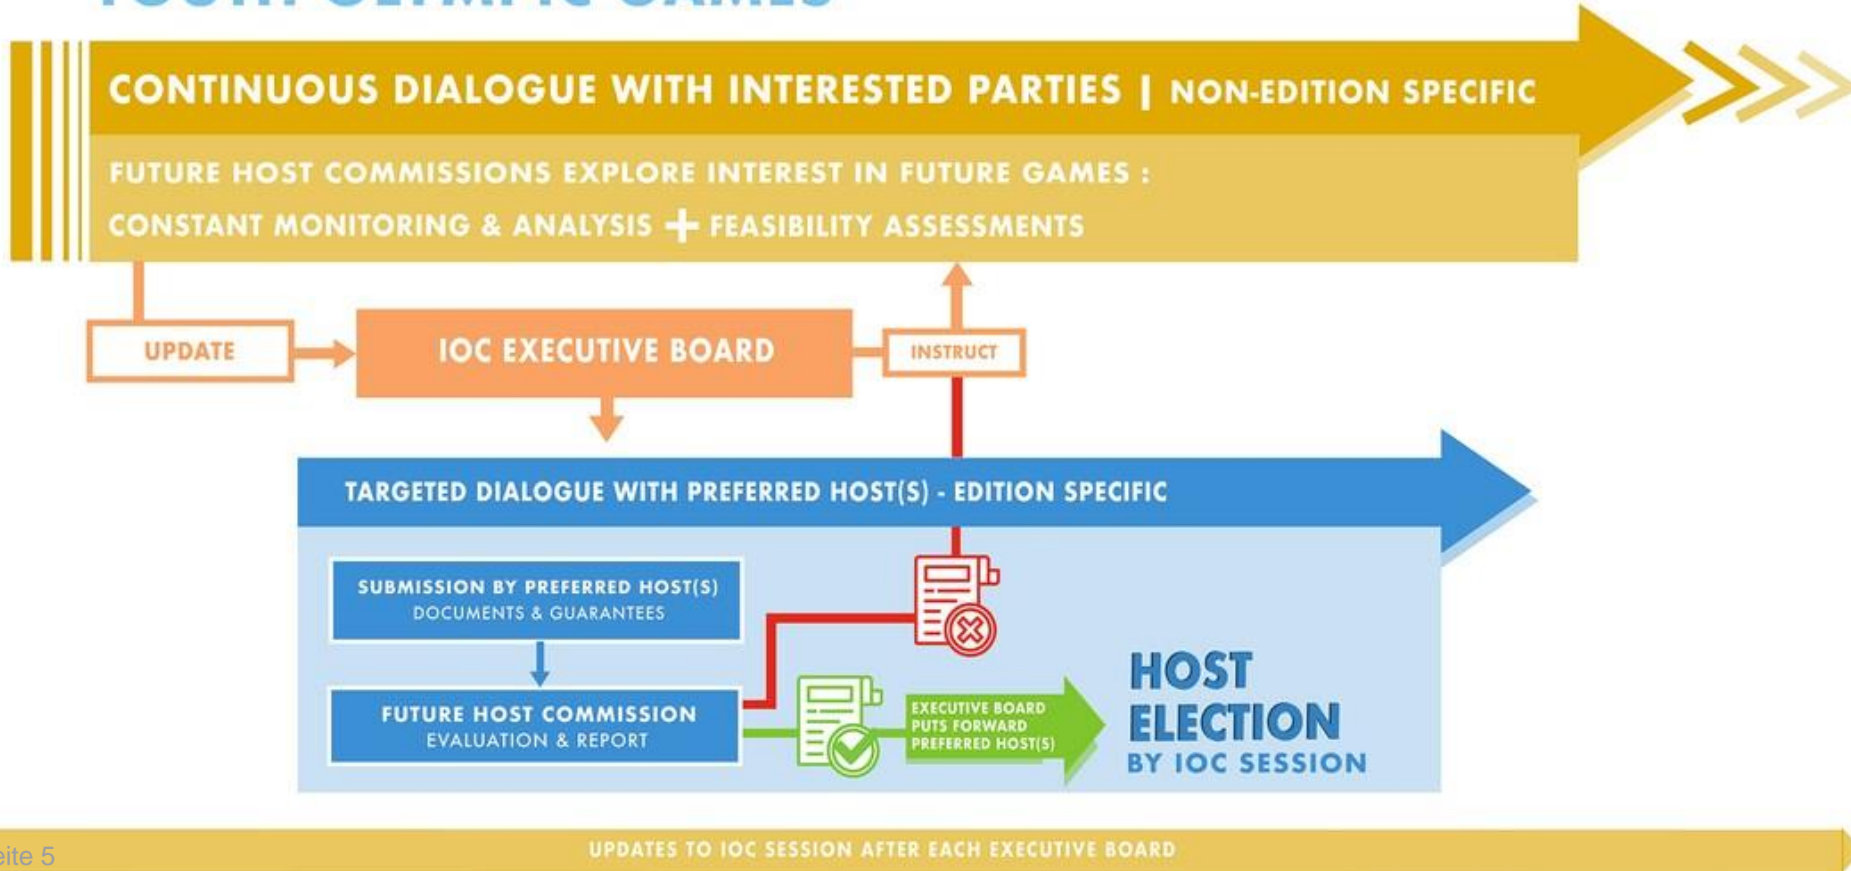 CONTINUOUS DIALOGUE WITH INTERESTED PARTIES | NON-EDITION SPECIFIC
FUTURE HOST COMMISSIONS EXPLORE INTEREST IN FUTURE GAMES :
CONSTANT MONITORING & ANALYSIS + FEASIBILITY ASSESSMENTS
UPDATE
IOC EXECUTIVE BOARD
INSTRUCT
TARGETED DIALOGUE WITH PREFERRED HOST(S) - EDITION SPECIFIC
SUBMISSION BY PREFERRED HOST(S)
DOCUMENTS & GUARANTEES
FUTURE HOST COMMISSION
EVALUATION & REPORT
EXECUTIVE BOARD
PUTS FORWARD
PREFERRED HOST(S)
HOST
ELECTION
BY IOC SESSION
UPDATES TO IOC SESSION AFTER EACH EXECUTIVE BOARD
eite 5